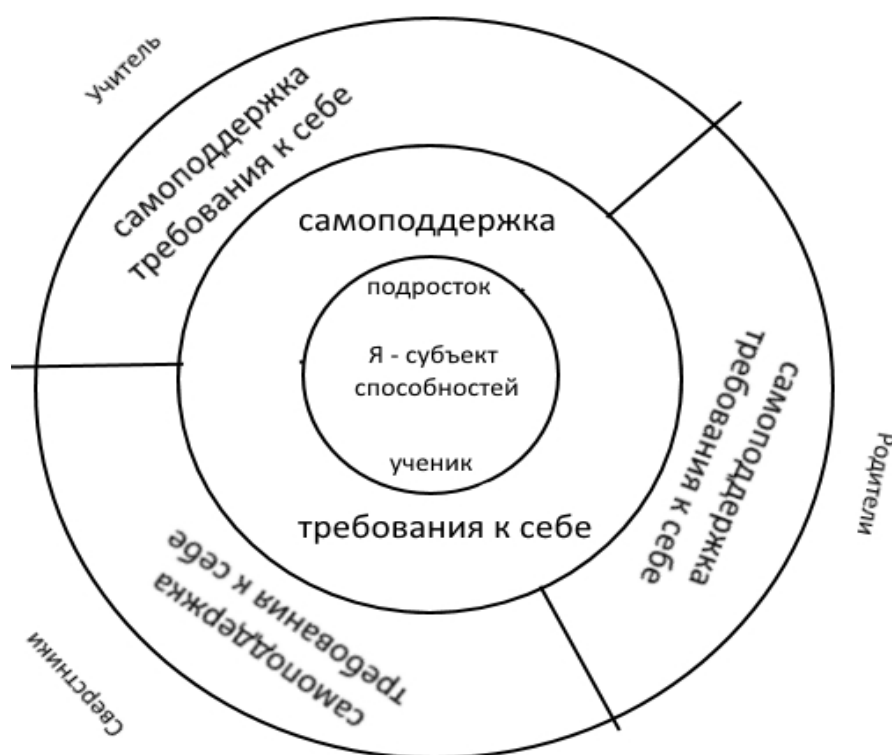 Учитель
самоподдержка
требования к себе
самоподдержка
подросток
Я - субъект
способностей
ученик
требования к себе
самоподдержка
требования к себе
Родители
самоподдержка
требования к себе
Сверстники